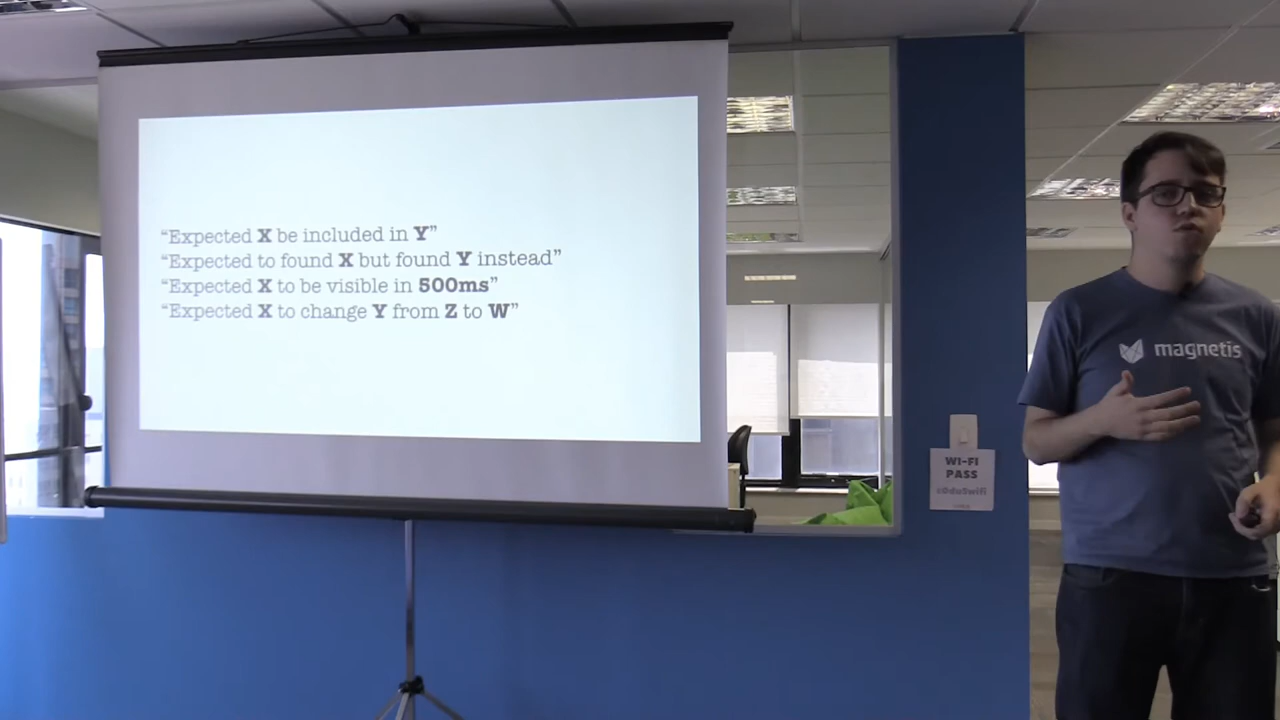 “Expected X be included in Y”
“Expected to found X but found Y instead”
“Expected X to be visible in 500ms”
“Expected X to change Y from Z to W”
magnetis
WI-FI
PASS